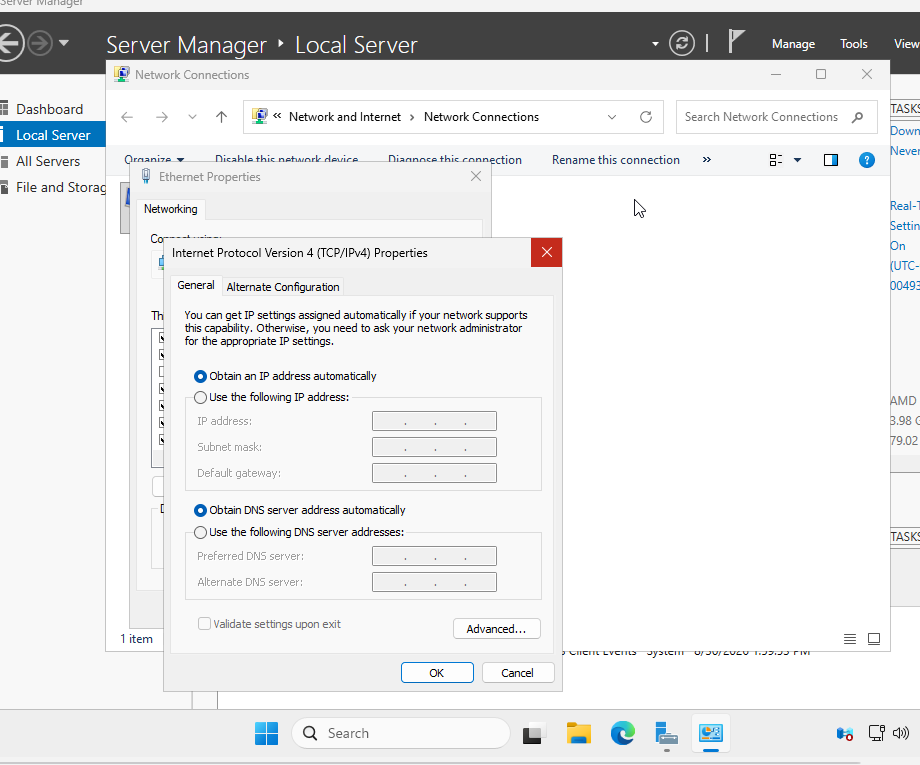 Server Manager
Server Manager ‣ Local Server
Manage Tools View
Network Connections
« Network and Internet › Network Connections
Search Network Connections
Organize
Disable this network device
Diagnose this connection
Rename this connection
»
Dashboard
Local Server
All Servers
File and Storag
Ethernet Properties
Networking
Connect using:
Th
Internet Protocol Version 4 (TCP/IPv4) Properties
General
Alternate Configuration
You can get IP settings assigned automatically if your network supports
this capability. Otherwise, you need to ask your network administrator
for the appropriate IP settings.
Obtain an IP address automatically
Use the following IP address:
IP address:
Subnet mask:
Default gateway:
Obtain DNS server address automatically
Use the following DNS server addresses:
Preferred DNS server:
Alternate DNS server:
Validate settings upon exit
Advanced...
OK
Cancel
1 item
TASKS
Down
Never
Real-T
Settin
On
(UTC-
00493
AMD
3.98 G
79.02
TASKS
Client Events System
Search